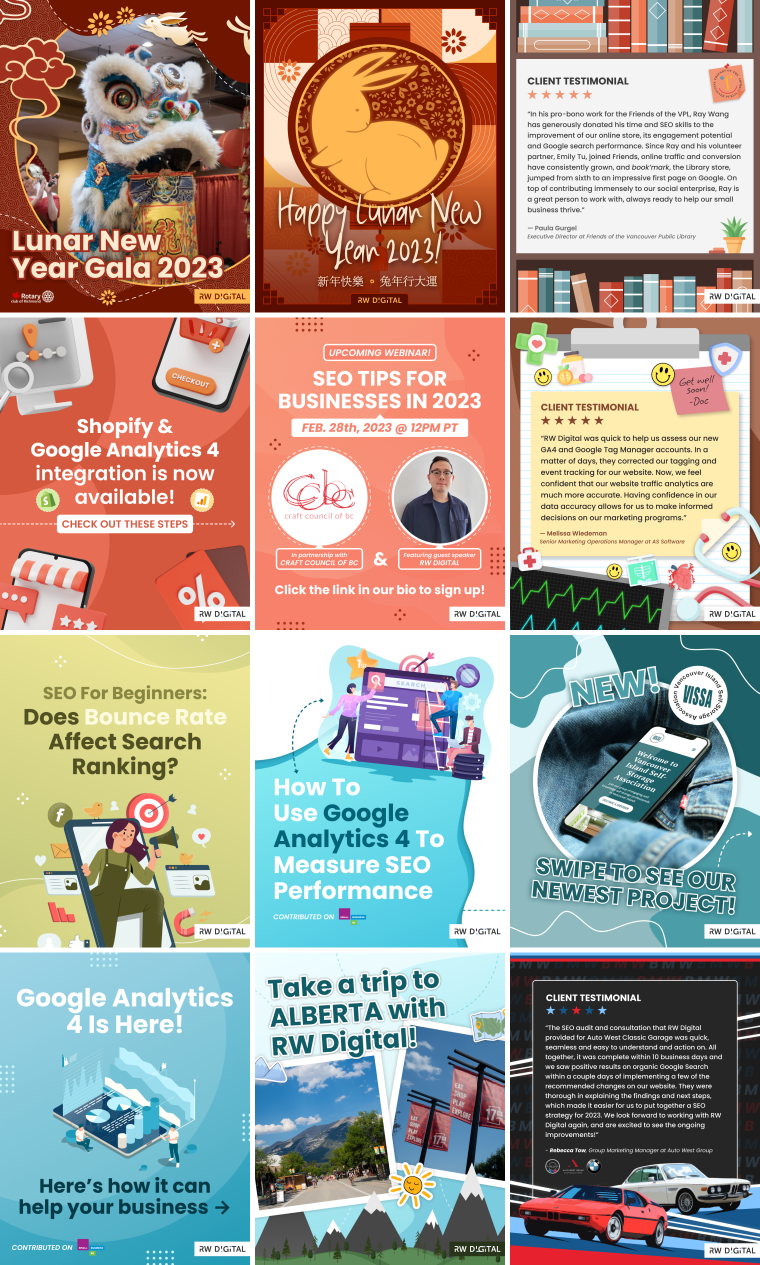 Lunar New
Year Gala 2023
Rotary
Club of Richmond
RW D!GiTAL
Happy Lunar New
Year 2023!
新年快樂 • 兔年行大運
RW D!GiTAL
CLIENT TESTIMONIAL
“In his pro-bono work for the Friends of the VPL, Ray Wang
has generously donated his time and SEO skills to the
improvement of our online store, its engagement potential
and Google search performance. Since Ray and his volunteer
partner, Emily Tu, joined Friends, online traffic and conversion
have consistently grown, and book'mark, the Library store,
jumped from sixth to an impressive first page on Google. On
top of contributing immensely to our social enterprise, Ray is
a great person to work with, always ready to help our small
business thrive.”
— Paula Gurgel
Executive Director at Friends of the Vancouver Public Library
RW D!GiTAL
CHECKOUT
Shopify &
Google Analytics 4
integration is now
available!
CHECK OUT THESE STEPS
%
RW D!GiTAL
UPCOMING WEBINAR!
SEO TIPS FOR
BUSINESSES IN 2023
FEB. 28th, 2023 @ 12PM PT
ccbc
craft council of bc
In partnership with
CRAFT COUNCIL OF BC
&
Featuring guest speaker
RW DIGITAL
Click the link in our bio to sign up!
RW D!GiTAL
Get well
soon!
-Doc
CLIENT TESTIMONIAL
“RW Digital was quick to help us assess our new
GA4 and Google Tag Manager accounts. In a
matter of days, they corrected our tagging and
event tracking for our website. Now, we feel
confident that our website traffic analytics are
much more accurate. Having confidence in our
data accuracy allows for us to make informed
decisions on our marketing programs.”
— Melissa Wiedeman
Senior Marketing Operations Manager at AS Software
RW D!GiTAL
SEO For Beginners:
Does Bounce Rate
Affect Search
Ranking?
f
RW D!GiTAL
SEARCH
How To
Use Google
Analytics 4 To
Measure SEO
Performance
CONTRIBUTED ON
RW D!GiTAL
NEW!
Vancouver Island Self-Storage Association
VISSA
Welcome to
Vancouver
Island Self-
Storage
Association
SWIPE TO SEE OUR
NEWEST PROJECT!
RW D!GiTAL
Google Analytics
4 Is Here!
Here’s how it can
help your business →
CONTRIBUTED ON
RW D!GiTAL
Take a trip to
ALBERTA with
RW Digital!
EAT
SHOP
PLAY
EXPLORE
EAT
SHOP
PLAY
EXPLORE
RW D!GiTAL
CLIENT TESTIMONIAL
“The SEO audit and consultation that RW Digital
provided for Auto West Classic Garage was quick,
seamless and easy to understand and action on. All
together, it was complete within 10 business days and
we saw positive results on organic Google Search
within a couple days of implementing a few of the
recommended changes on our website. They were
thorough in explaining the findings and next steps,
which made it easier for us to put together a SEO
strategy for 2023. We look forward to working with RW
Digital again, and are excited to see the ongoing
improvements!”
- Rebecca Tow, Group Marketing Manager at Auto West Group
RW D!GiTAL